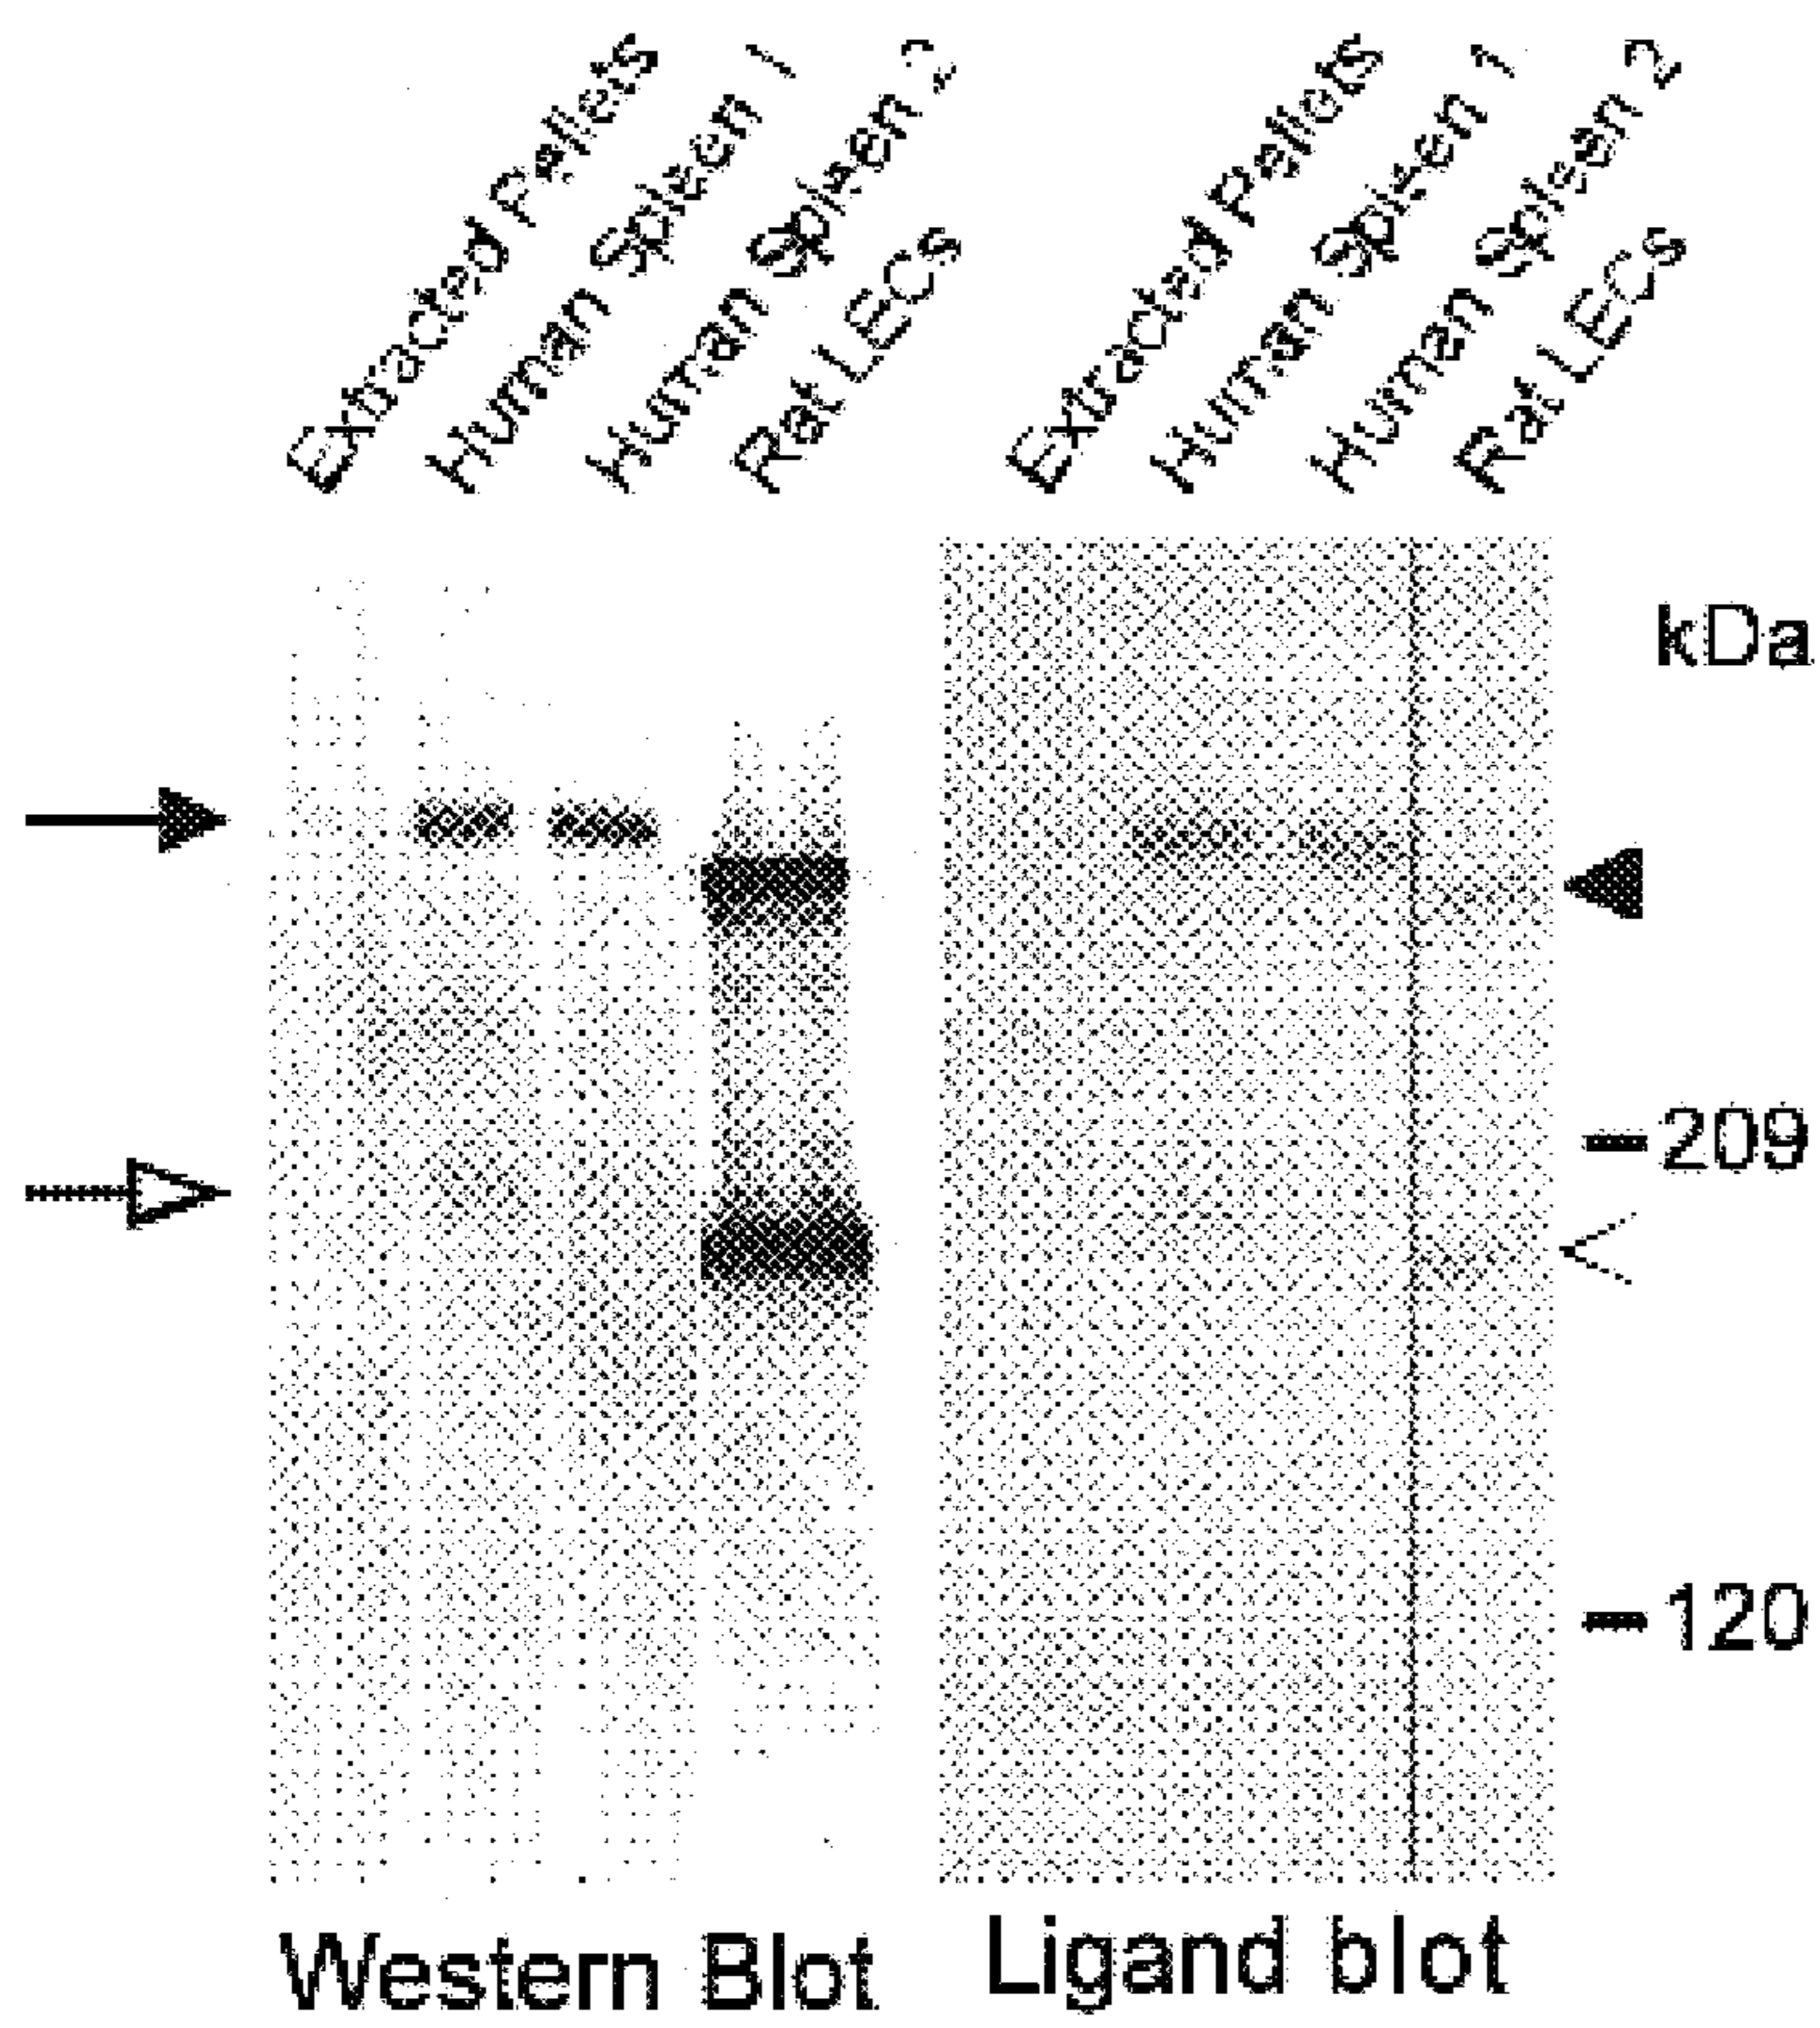 Extracted Pellets
Human Spleen 1
Human Spleen 2
Rat LECs
Extracted Pellets
Human Spleen 1
Human Spleen 2
Rat LECs
kDa
209
120
Western Blot
Ligand blot